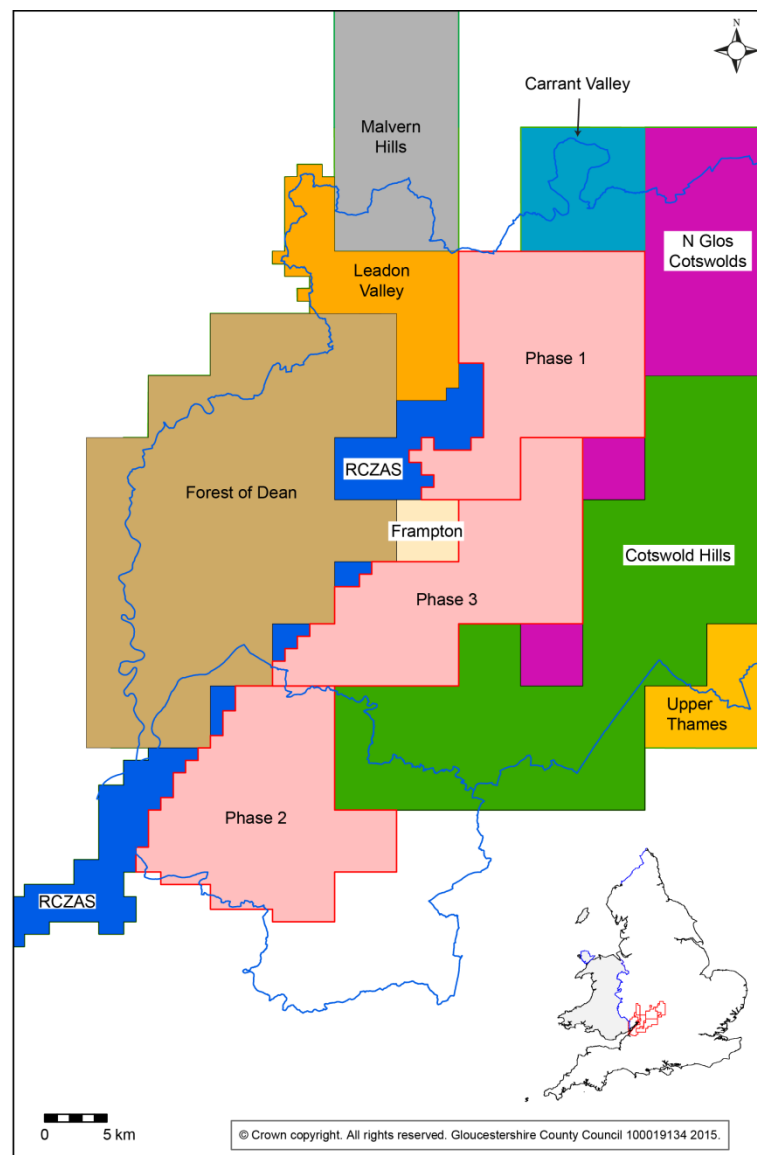 N
Carrant Valley
Malvern
Hills
N Glos
Cotswolds
Leadon
Valley
Phase 1
RCZAS
Forest of Dean
Frampton
Cotswold Hills
Phase 3
Upper
Thames
Phase 2
RCZAS
0 5 km
© Crown copyright. All rights reserved. Gloucestershire County Council 100019134 2015.